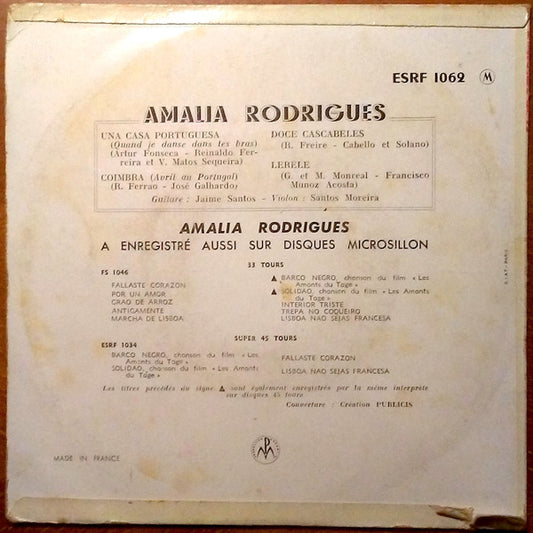 ESRF 1062 M
AMALIA RODRIGUES
UNA CASA PORTUGUESA
(Quand je danse dans tes bras)
(Artur Fonseca - Reinaldo Fer-
reira et V. Matos Sequeira)
COIMBRA (Avril au Portugal)
(R. Ferrao - José Galhardo)
DOCE CASCABELES
(R. Freire - Cabello et Solano)
LERELE
(G. et M. Monreal - Francisco
Munoz Acosta)
Guitare : Jaime Santos - Violon : Santos Moreira
AMALIA RODRIGUES
A ENREGISTRÉ AUSSI SUR DISQUES MICROSILLON
33 TOURS
FS 1046
FALLASTE CORAZON
POR UN AMOR
GRAO DE ARROZ
ANTIGAMENTE
MARCHA DE LISBOA
▲ BARCO NEGRO, chanson du film « Les
Amants du Tage »
▲ SOLIDAO, chanson du film « Les Amants
du Tage »
INTERIOR TRISTE
TREPA NO COQUEIRO
LISBOA NAO SEJAS FRANCESA
SUPER 45 TOURS
ESRF 1034
BARCO NEGRO, chanson du film « Les
Amants du Tage »
SOLIDAO, chanson du film « Les Amants
du Tage »
FALLASTE CORAZON
LISBOA NAO SEJAS FRANCESA
Les titres précédés du signe ▲ sont également enregistrés par la même interprète
sur disques 45 tours
Couverture : Création PUBLICIS
MADE IN FRANCE